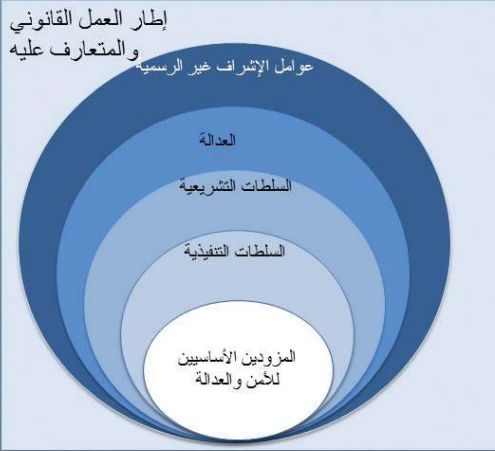 إطار العمل القانوني
والمتعارف عليه
عوامل الإشراف غير الرسمية
العدالة
السلطات التشريعية
السلطات التنفيذية
المزودين الأساسيين
للأمن والعدالة